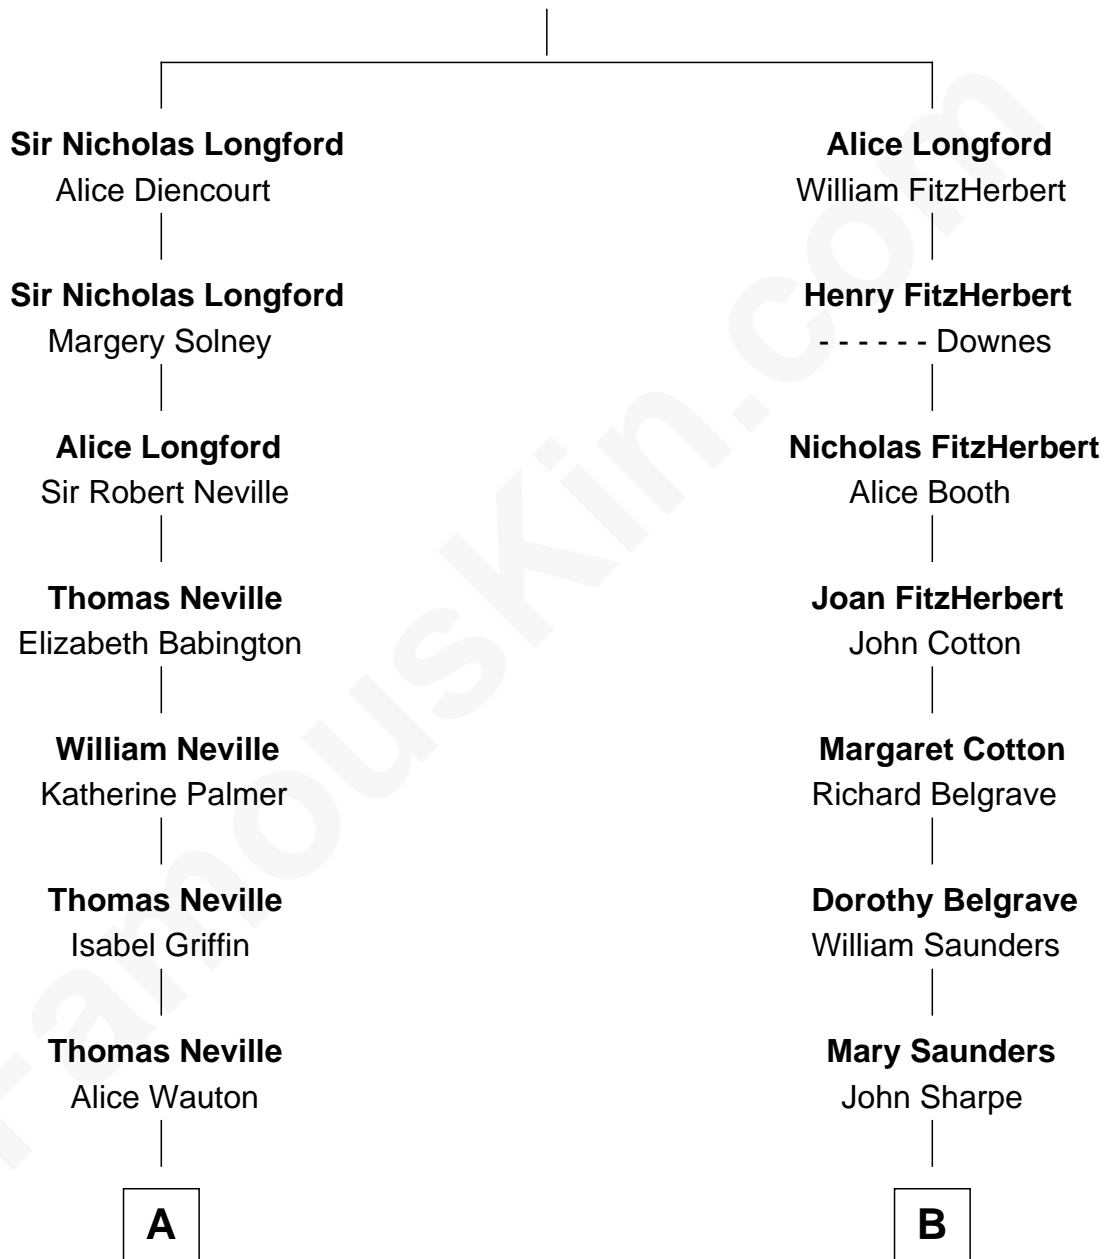 Sir Nicholas Longford
Alice Diencourt
Alice Longford
William FitzHerbert
Sir Nicholas Longford
Margery Solney
Henry FitzHerbert
- - - - - - Downes
Alice Longford
Sir Robert Neville
Nicholas FitzHerbert
Alice Booth
Thomas Neville
Elizabeth Babington
Joan FitzHerbert
John Cotton
William Neville
Katherine Palmer
Margaret Cotton
Richard Belgrave
Thomas Neville
Isabel Griffin
Dorothy Belgrave
William Saunders
Thomas Neville
Alice Wauton
Mary Saunders
John Sharpe
A
B
FamousKin.com